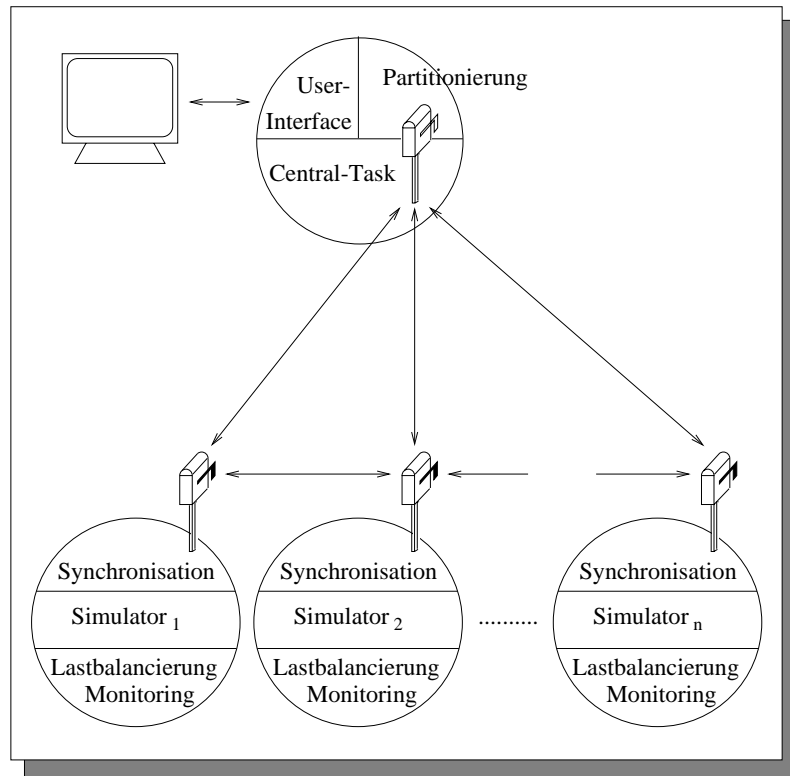 User-
Interface
Partitionierung
Central-Task
Synchronisation
Simulator 1
Lastbalancierung
Monitoring
Synchronisation
Simulator 2
Lastbalancierung
Monitoring
..........
Synchronisation
Simulator n
Lastbalancierung
Monitoring